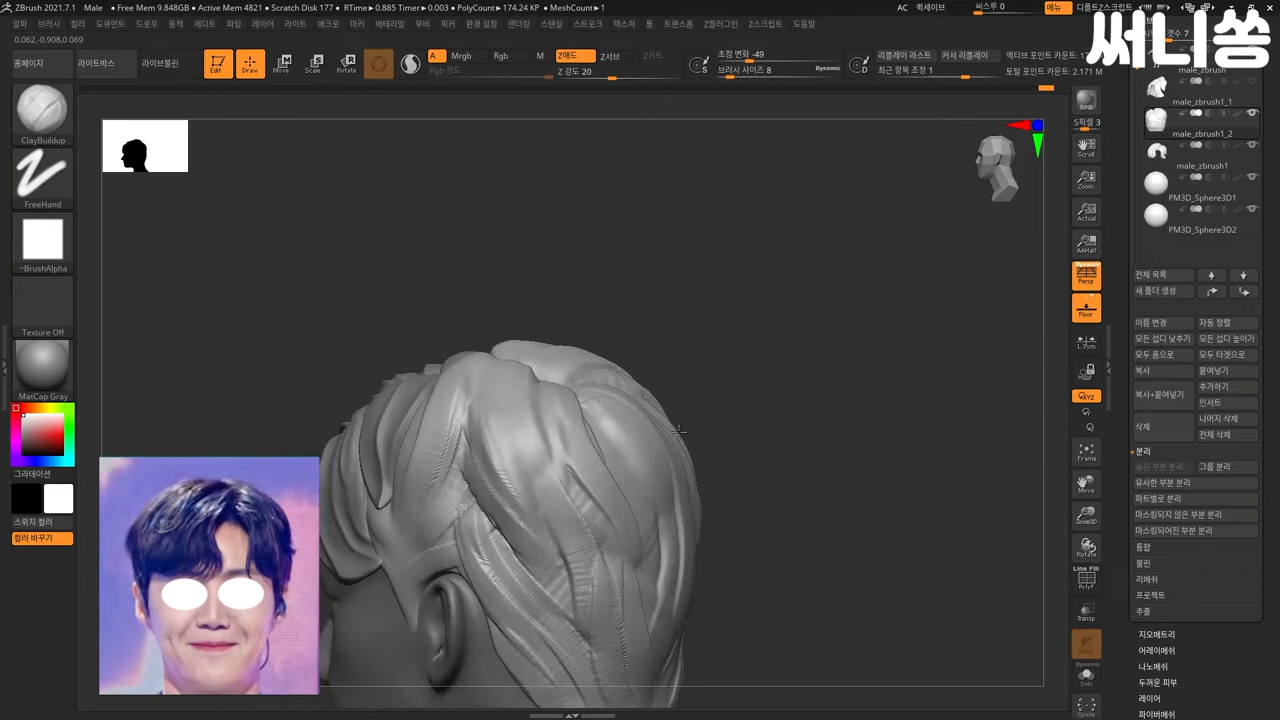 ZBrush 2021.7.1 Male • Free Mem 9.848GB • Active Mem 4821 • Scratch Disk 177 • RTime▸0.885 Timer▸0.003 • PolyCount▸174.24 KP • MeshCount▸1
AC 퀵세이브 씨스루 0 메뉴 디폴트Z스크립트
알파 브러시 컬러 도큐먼트 드로우 동적 에디트 파일 레이어 라이트 매크로 마커 매테리얼 무비 픽커 환경 설정 렌더링 스텐실 스트로크 텍스쳐 툴 트랜스폼 Z플러그인 Z스크립트 도움말
써니쏭
0.062,-0.908,0.069
홈페이지 라이트박스 라이브불린 Edit Draw Move Scale Rotate
A Mrgb Rgb M Z애드 Z서브 Z커트
Rgb 강도 Z 강도 20
초점 변화 -49
브러시 사이즈 8 Dynamic
S
D
리플레이 라스트 커서 리플레이
최근 항목 조정 1
액티브 포인트 카운트: 17
토탈 포인트 카운트: 2.171 M
ClayBuildup
FreeHand
~BrushAlpha
Texture Off
MatCap Gray
그라데이션
스위치 컬러
컬러 바꾸기
BPR
S픽셀 3
Scroll
Zoom
Actual
AAHalf
Dynamic
Persp
Floor
L.Sym
XYZ
Frame
Move
Zoom3D
Rotate
Line Fill
PolyF
Transp
Dynamic
Solo
Xpose
male_zbrush
male_zbrush1_1
male_zbrush1_2
male_zbrush1
PM3D_Sphere3D1
PM3D_Sphere3D2
전체 목록
새 폴더 생성
이름 변경 자동 정렬
모든 섭디 낮추기 모든 섭디 높이기
모두 홈으로 모두 타겟으로
복사 붙여넣기
복사+붙여넣기 추가하기
인서트
삭제 나머지 삭제
전체 삭제
분리
숨김 부분 분리 그룹 분리
유사한 부분 분리
파트별로 분리
마스킹되지 않은 부분 분리
마스킹되어진 부분 분리
통합
불린
리메쉬
프로젝트
추출
지오메트리
어레이메쉬
나노메쉬
두꺼운 피부
레이어
파이버메쉬